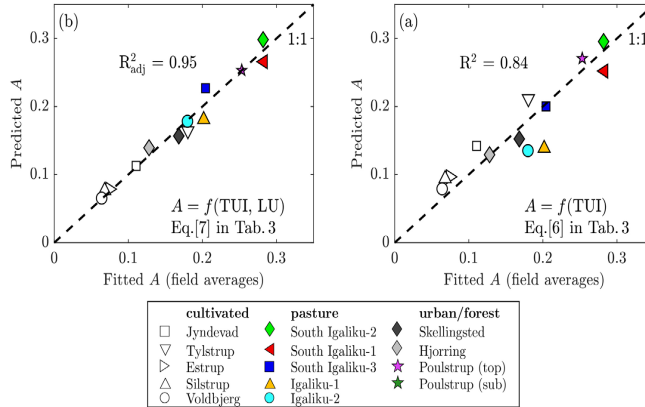 (b)
1:1
R²adj = 0.95
Predicted A
0.3
0.2
0.1
0
A = f(TUI, LU)
Eq.[7] in Tab. 3
0 0.1 0.2 0.3
Fitted A (field averages)
(a)
1:1
R² = 0.84
Predicted A
0.3
0.2
0.1
0
A = f(TUI)
Eq.[6] in Tab. 3
0 0.1 0.2 0.3
Fitted A (field averages)
cultivated
Jyndevad
Tylstrup
Estrup
Silstrup
Voldbjerg
pasture
South Igaliku-2
South Igaliku-1
South Igaliku-3
Igaliku-1
Igaliku-2
urban/forest
Skellingsted
Hjorring
Poulstrup (top)
Poulstrup (sub)